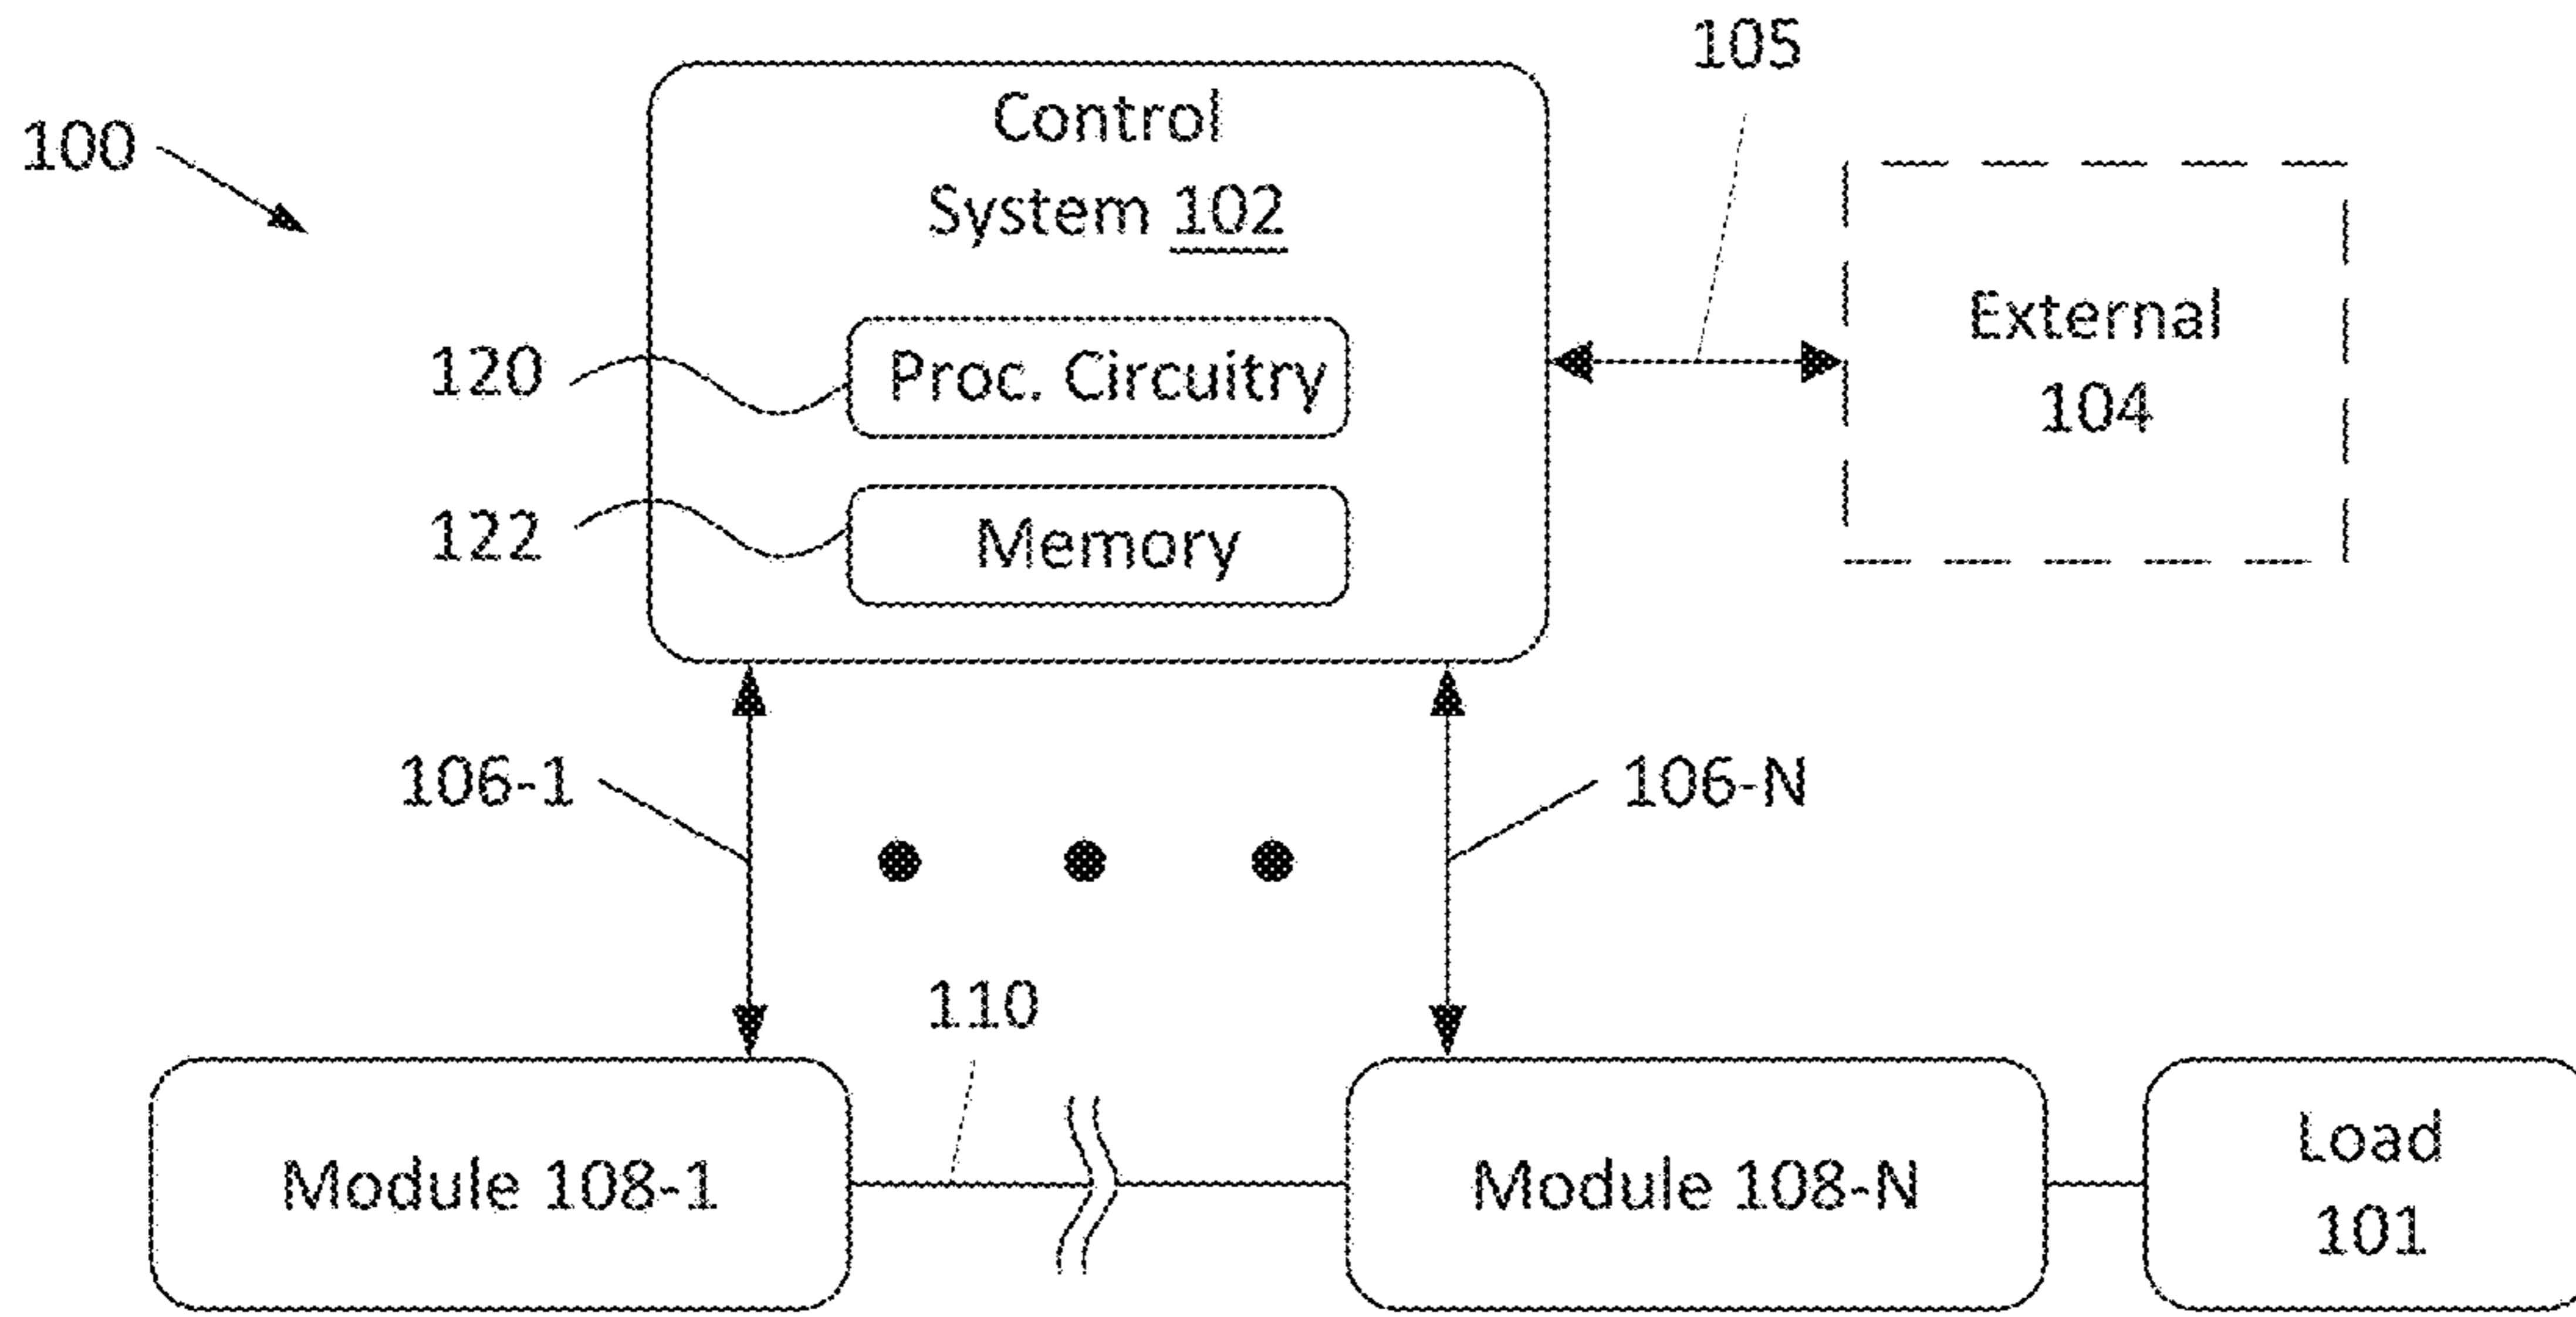 105
100
Control
System 102
External
104
120
Proc. Circuitry
122
Memory
106-1
106-N
110
Module 108-1
Module 108-N
Load
101